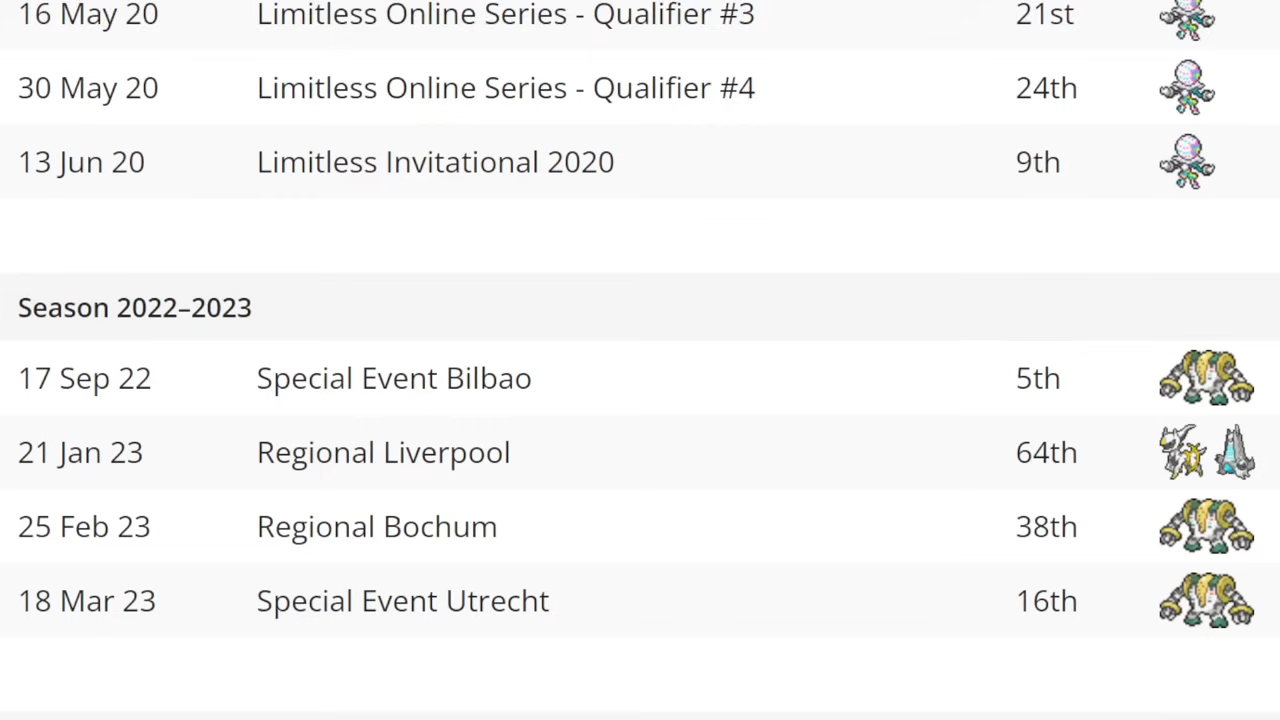 16 May 20 Limitless Online Series - Qualifier #3 21st
30 May 20 Limitless Online Series - Qualifier #4 24th
13 Jun 20 Limitless Invitational 2020 9th
Season 2022–2023
17 Sep 22 Special Event Bilbao 5th
21 Jan 23 Regional Liverpool 64th
25 Feb 23 Regional Bochum 38th
18 Mar 23 Special Event Utrecht 16th